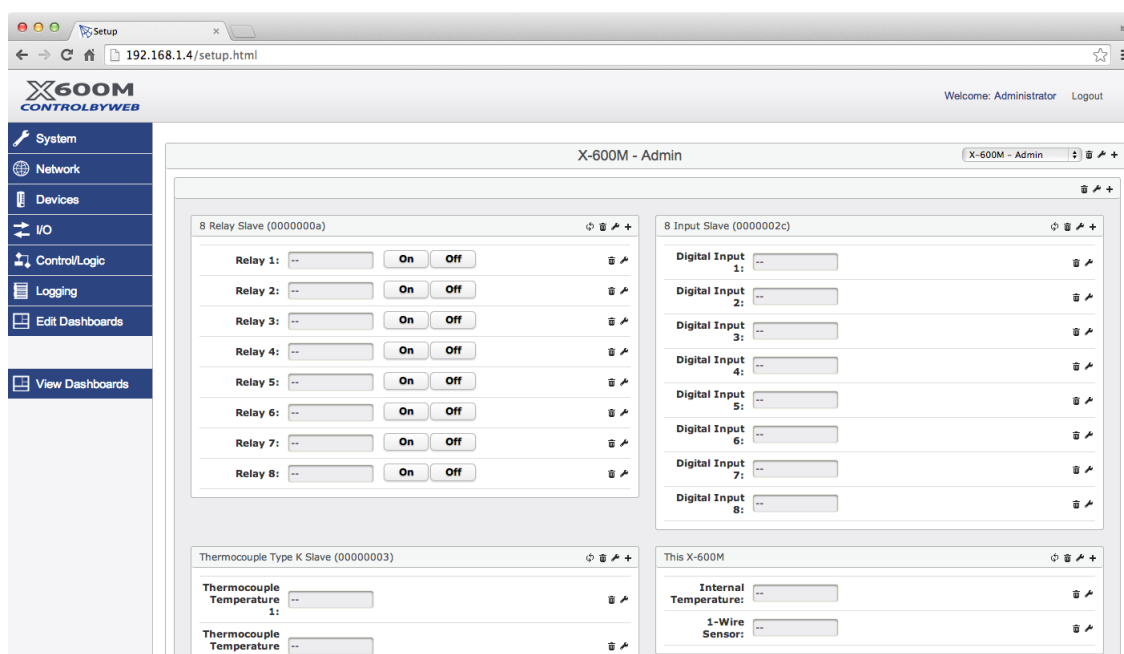 Setup
192.168.1.4/setup.html
X600M
CONTROLBYWEB
Welcome: Administrator Logout
System
Network
Devices
I/O
Control/Logic
Logging
Edit Dashboards
View Dashboards
X-600M - Admin
X-600M - Admin
8 Relay Slave (0000000a)
Relay 1: -- On Off
Relay 2: -- On Off
Relay 3: -- On Off
Relay 4: -- On Off
Relay 5: -- On Off
Relay 6: -- On Off
Relay 7: -- On Off
Relay 8: -- On Off
8 Input Slave (0000002c)
Digital Input
1: --
Digital Input
2: --
Digital Input
3: --
Digital Input
4: --
Digital Input
5: --
Digital Input
6: --
Digital Input
7: --
Digital Input
8: --
Thermocouple Type K Slave (00000003)
Thermocouple
Temperature --
1:
Thermocouple
Temperature --
This X-600M
Internal
Temperature: --
1-Wire
Sensor: --